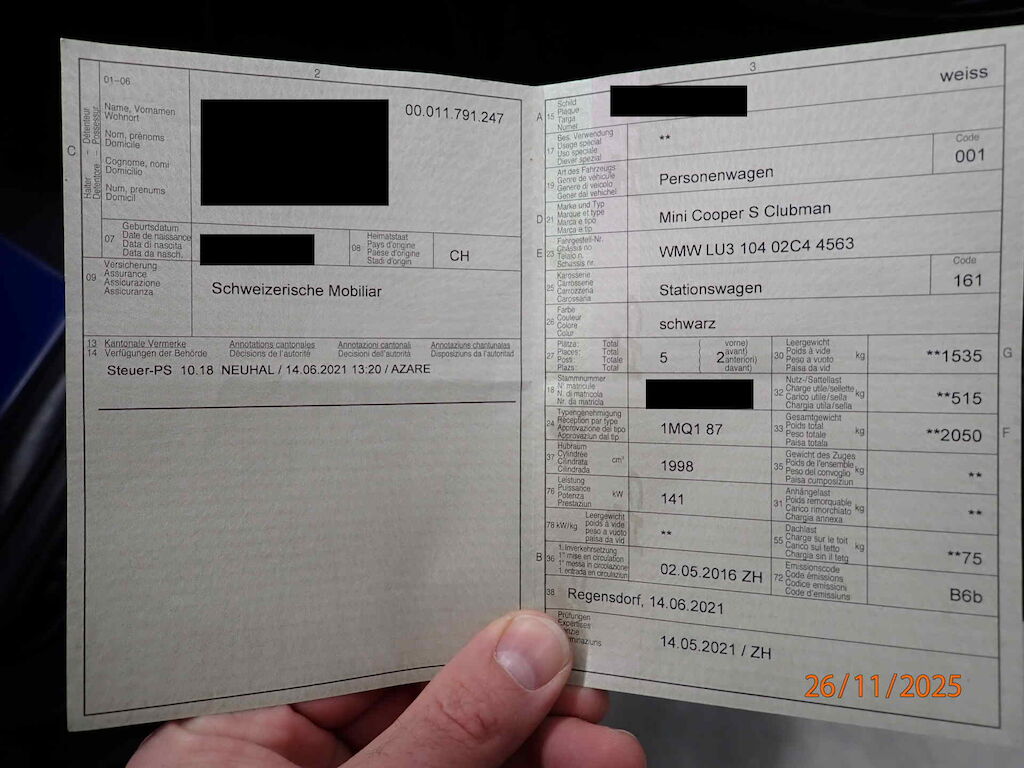 2
01-06
Name, Vornamen
Wohnort
Nom, prénoms
Domicile
Cognome, nomi
Domicilio
Num, prenums
Domicil
C
Halter – Détenteur
Detentore – Possessur
00.011.791.247
07
Geburtsdatum
Date de naissance
Data di nascita
Data da nasch.
08
Heimatstaat
Pays d'origine
Paese d'origine
Stadi d'origin
CH
09
Versicherung
Assurance
Assicurazione
Assicuranza
Schweizerische Mobiliar
13 Kantonale Vermerke Annotations cantonales Annotazioni cantonali Annotaziuns chantunalas
14 Verfügungen der Behörde Décisions de l'autorité Decisioni dell'autorità Disposiziuns da l'autoritad
Steuer-PS 10.18 NEUHAL / 14.06.2021 13:20 / AZARE
3
A 15
Schild
Plaque
Targa
Numer
weiss
17
Bes. Verwendung
Usage spécial
Uso speciale
Diever spezial
**
19
Art des Fahrzeugs
Genre de véhicule
Genere di veicolo
Gener dal vehichel
Personenwagen
Code
001
D 21
Marke und Typ
Marque et type
Marca e tipo
Marca e tip
Mini Cooper S Clubman
E 23
Fahrgestell-Nr.
Châssis no
Telaio n.
Schassis nr.
WMW LU3 104 02C4 4563
25
Karosserie
Carrosserie
Carrozzeria
Carossaria
Stationswagen
Code
161
26
Farbe
Couleur
Colore
Colur
schwarz
27
Plätze: Total
Places: Total
Posti: Totale
Plazs: Total
5
( vorne)
( 2 avant)
( anteriori)
( davant)
30
Leergewicht
Poids à vide
Peso a vuoto
Paisa da vid
kg
**1535
G
18
Stammnummer
N° matricule
N. di matricola
Nr. da matricla
32
Nutz-/Sattellast
Charge utile/sellette
Carico utile/sella
Chargia utila/sella
kg
**515
24
Typengenehmigung
Réception par type
Approvazione del tipo
Approvaziun dal tip
1MQ1 87
33
Gesamtgewicht
Poids total
Peso totale
Paisa totala
kg
**2050
F
37
Hubraum
Cylindrée
Cilindrata
Cilindrada
cm³
1998
35
Gewicht des Zuges
Poids de l'ensemble
Peso del convoglio
Paisa cumposiziun
kg
**
76
Leistung
Puissance
Potenza
Prestaziun
kW
141
31
Anhängelast
Poids remorquable
Carico rimorchiato
Chargia annexa
kg
**
78 kW/kg
Leergewicht
poids à vide
peso a vuoto
paisa da vid
**
55
Dachlast
Charge sur le toit
Carico sul tetto
Chargia sin il tetg
kg
**75
B 36
1. Inverkehrsetzung
1re mise en circulation
1a messa in circolazione
1. entrada en circulaziun
02.05.2016 ZH
72
Emissionscode
Code émissions
Codice emissioni
Code d'emissiuns
B6b
38
Regensdorf, 14.06.2021
Prüfungen
Expertises
14.05.2021 / ZH
26/11/2025